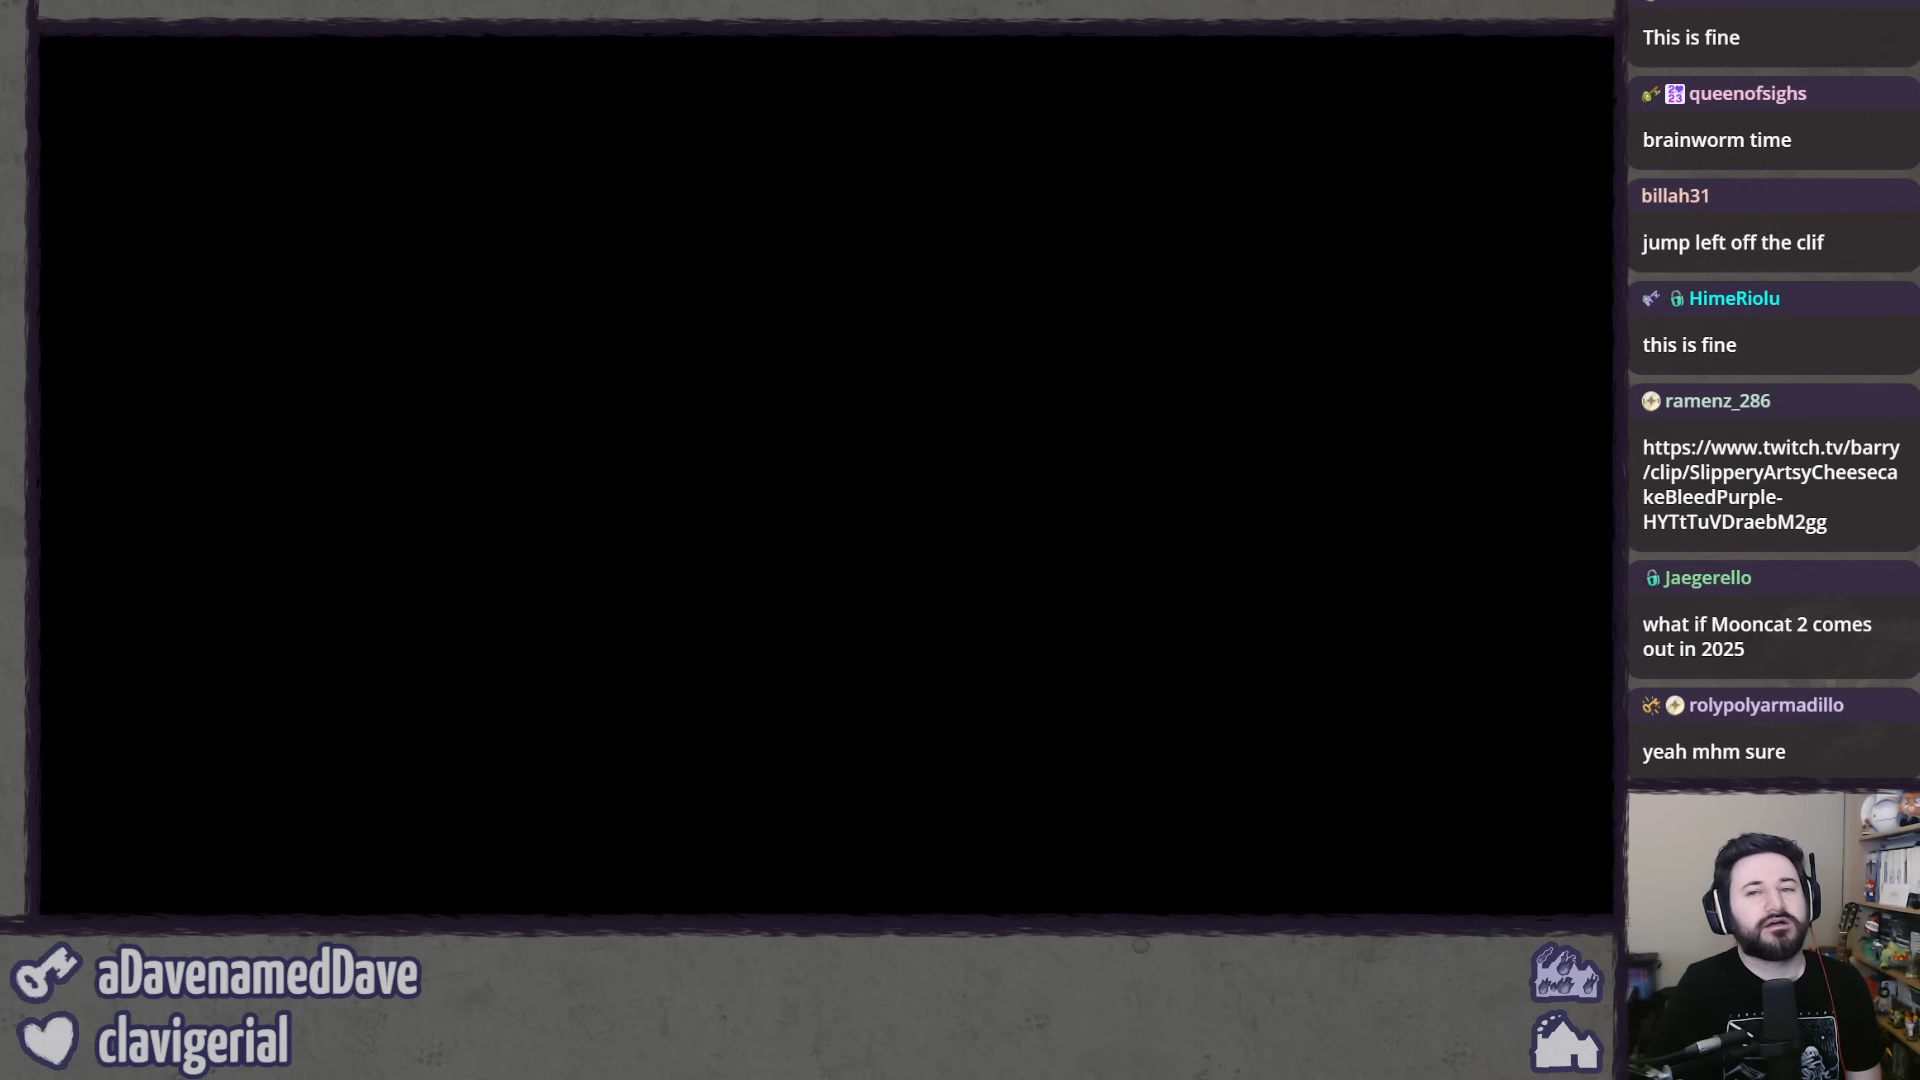 This is fine
queenofsighs
brainworm time
billah31
jump left off the clif
HimeRiolu
this is fine
ramenz_286
https://www.twitch.tv/barry
/clip/SlipperyArtsyCheeseca
keBleedPurple-
HYTtTuVDraebM2gg
Jaegerello
what if Mooncat 2 comes
out in 2025
rolypolyarmadillo
yeah mhm sure
aDavenamedDave
clavigerial